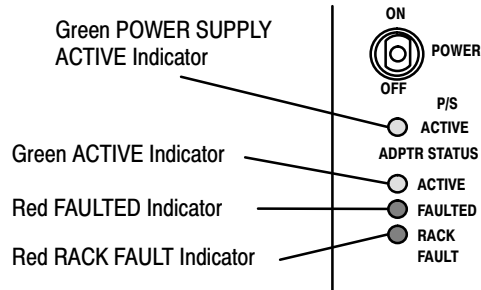 Green POWER SUPPLY
ACTIVE Indicator
Green ACTIVE Indicator
Red FAULTED Indicator
Red RACK FAULT Indicator
ON
POWER
OFF
P/S
ACTIVE
ADPTR STATUS
ACTIVE
FAULTED
RACK
FAULT